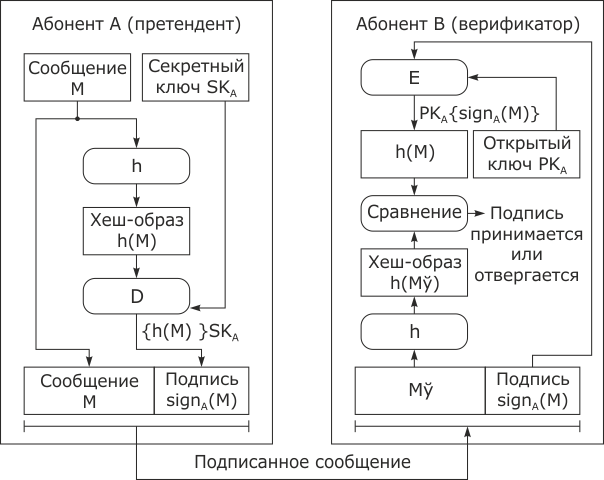 Абонент A (претендент)
Сообщение
M
Секретный
ключ SKA
h
Хеш-образ
h(M)
D
{h(M) }SKA
Сообщение
M
Подпись
signA(M)
Абонент B (верификатор)
E
PKA{signA(M)}
h(M)
Открытый
ключ PKA
Сравнение
Подпись
принимается
или
отвергается
Хеш-образ
h(Mў)
h
Mў
Подпись
signA(M)
Подписанное сообщение